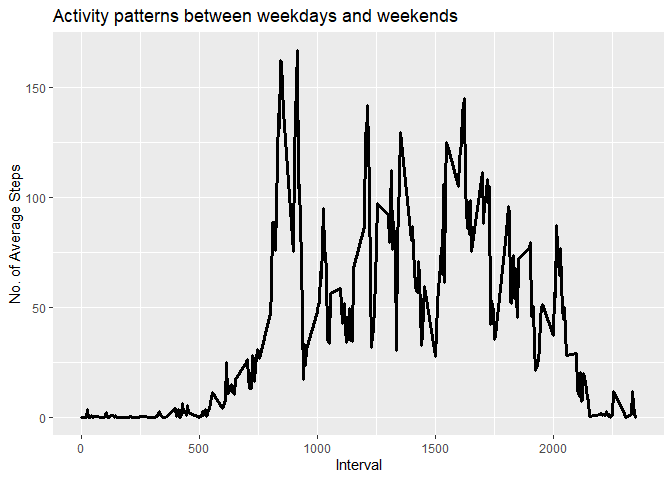 Activity patterns between weekdays and weekends
No. of Average Steps
150
100
50
0
0 500 1000 1500 2000
Interval